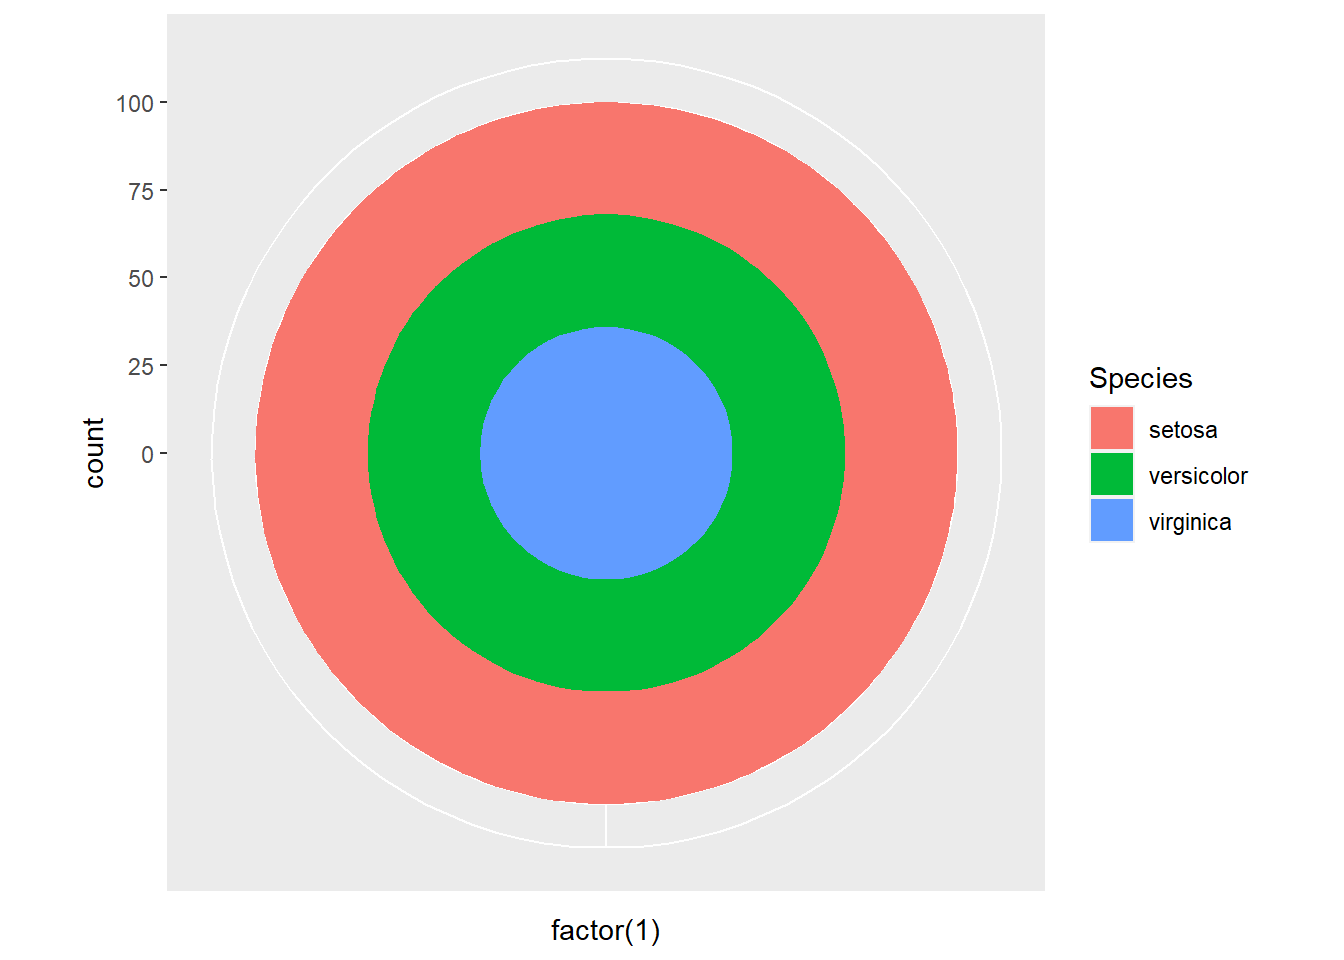 100
75
50
25
0
count
factor(1)
Species
setosa
versicolor
virginica